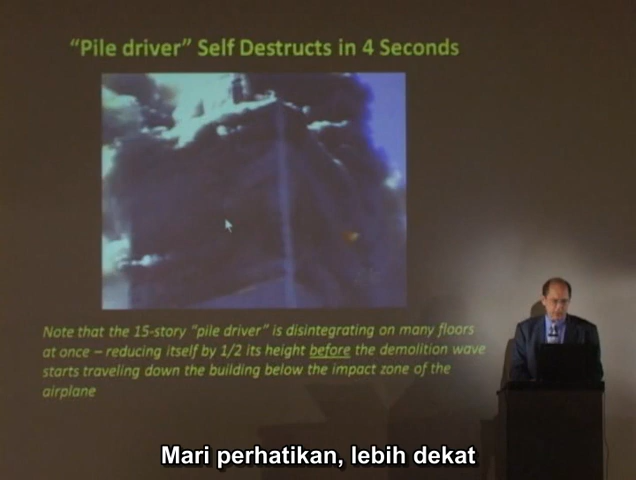 "Pile driver" Self Destructs in 4 Seconds
Note that the 15-story "pile driver" is disintegrating on many floors
at once – reducing itself by 1/2 its height before the demolition wave
starts traveling down the building below the impact zone of the
airplane
Mari perhatikan, lebih dekat